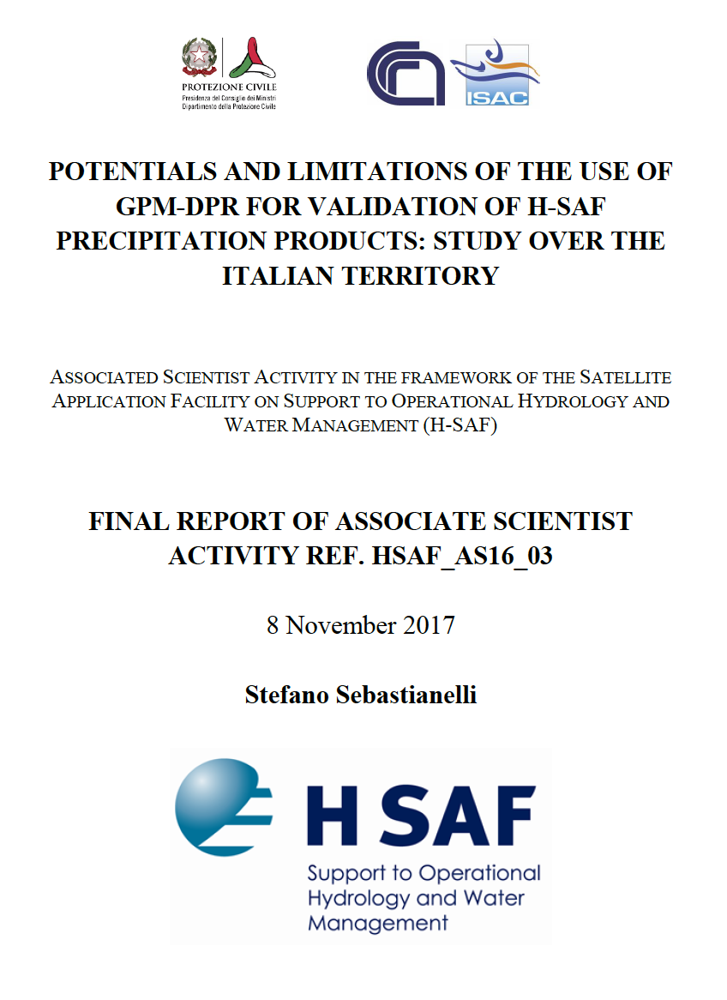 PROTEZIONE CIVILE
Presidenza del Consiglio dei Ministri
Dipartimento della Protezione Civile
ISAC
POTENTIALS AND LIMITATIONS OF THE USE OF
GPM-DPR FOR VALIDATION OF H-SAF
PRECIPITATION PRODUCTS: STUDY OVER THE
ITALIAN TERRITORY
ASSOCIATED SCIENTIST ACTIVITY IN THE FRAMEWORK OF THE SATELLITE
APPLICATION FACILITY ON SUPPORT TO OPERATIONAL HYDROLOGY AND
WATER MANAGEMENT (H-SAF)
FINAL REPORT OF ASSOCIATE SCIENTIST
ACTIVITY REF. HSAF_AS16_03
8 November 2017
Stefano Sebastianelli
H SAF
Support to Operational
Hydrology and Water
Management